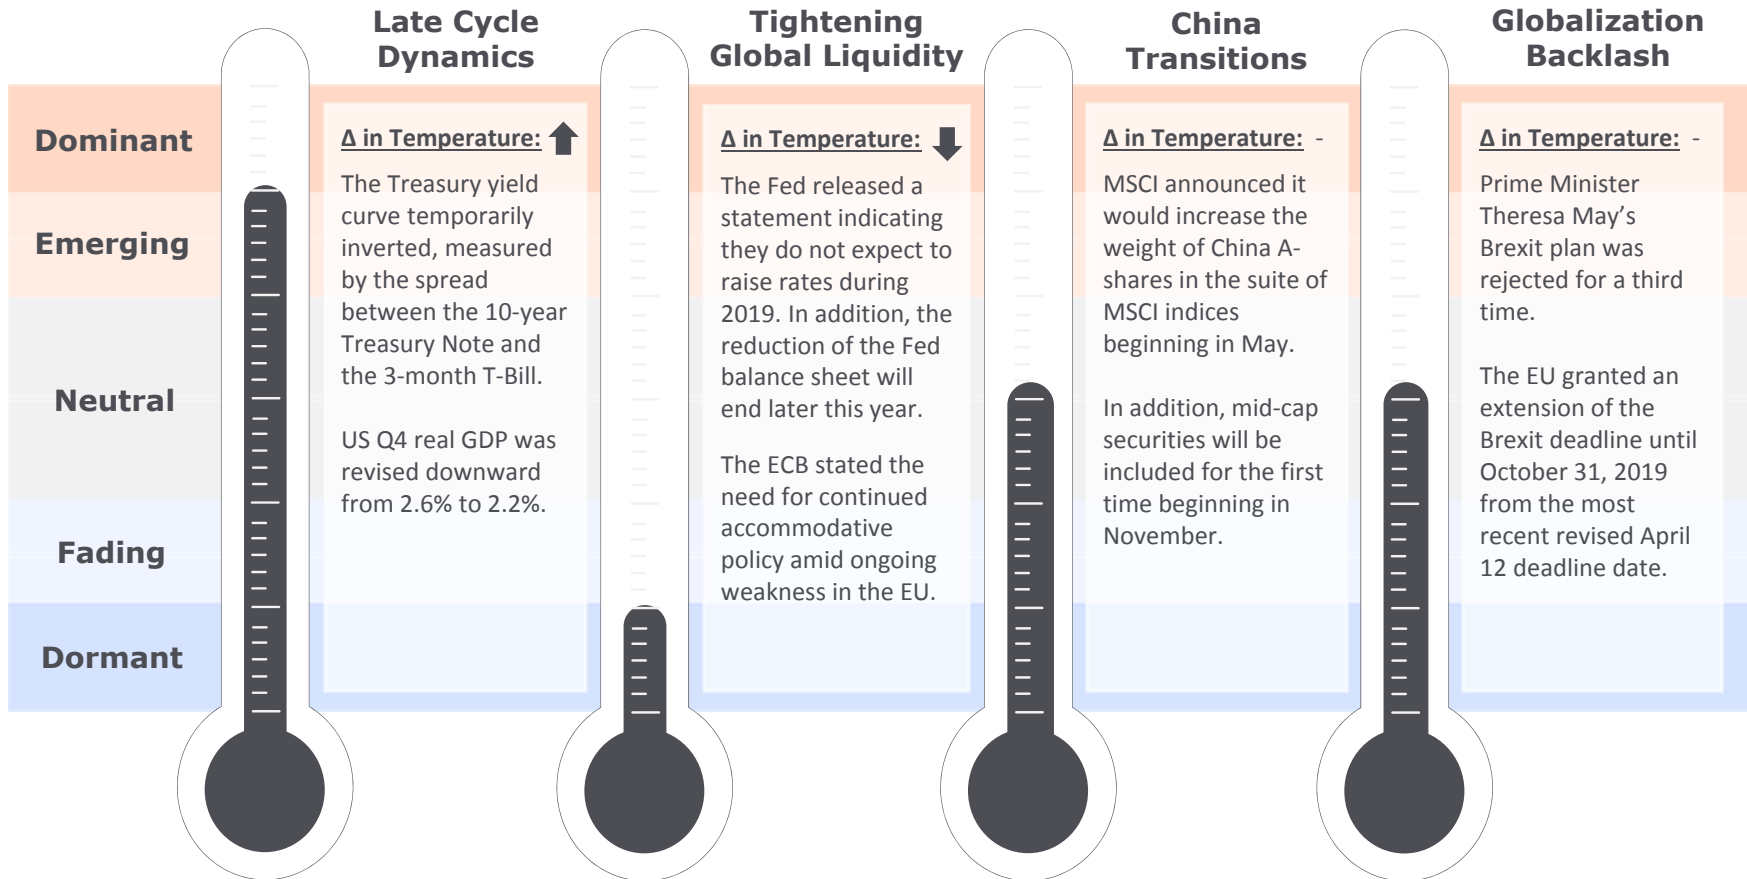 Late Cycle
Dynamics
Tightening
Global Liquidity
China
Transitions
Globalization
Backlash
Dominant
Emerging
Neutral
Fading
Dormant
Δ in Temperature:
The Treasury yield
curve temporarily
inverted, measured
by the spread
between the 10-year
Treasury Note and
the 3-month T-Bill.
US Q4 real GDP was
revised downward
from 2.6% to 2.2%.
Δ in Temperature:
The Fed released a
statement indicating
they do not expect to
raise rates during
2019. In addition, the
reduction of the Fed
balance sheet will
end later this year.
The ECB stated the
need for continued
accommodative
policy amid ongoing
weakness in the EU.
Δ in Temperature: -
MSCI announced it
would increase the
weight of China A-
shares in the suite of
MSCI indices
beginning in May.
In addition, mid-cap
securities will be
included for the first
time beginning in
November.
Δ in Temperature: -
Prime Minister
Theresa May’s
Brexit plan was
rejected for a third
time.
The EU granted an
extension of the
Brexit deadline until
October 31, 2019
from the most
recent revised April
12 deadline date.